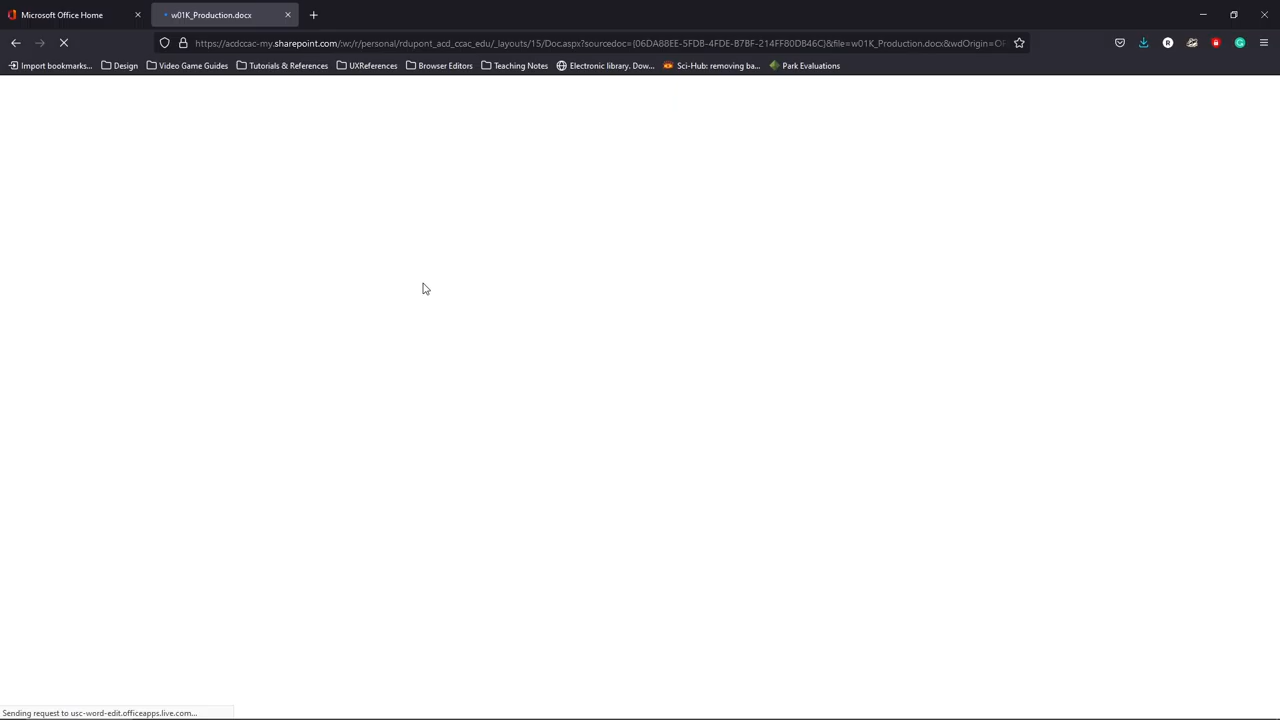 Microsoft Office Home
w01K_Production.docx
https://acdccac-my.sharepoint.com/:w:/r/personal/rdupont_acd_ccac_edu/_layouts/15/Doc.aspx?sourcedoc={06DA88EE-5FDB-4FDE-B7BF-214FF80DB46C}&file=w01K_Production.docx&wdOrigin=OF
Import bookmarks... Design Video Game Guides Tutorials & References UXReferences Browser Editors Teaching Notes Electronic library. Dow... Sci-Hub: removing ba... Park Evaluations
Sending request to usc-word-edit.officeapps.live.com...